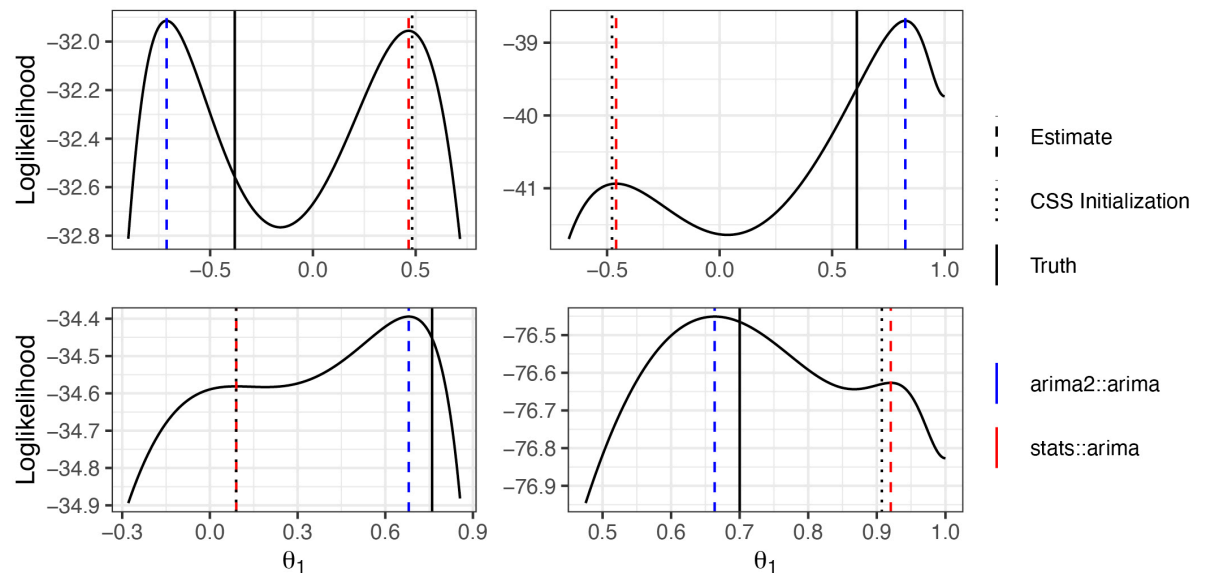 Loglikelihood
−32.0
−32.2
−32.4
−32.6
−32.8
−0.5 0.0 0.5
−39
−40
−41
−0.5 0.0 0.5 1.0
Loglikelihood
−34.4
−34.5
−34.6
−34.7
−34.8
−34.9
−0.3 0.0 0.3 0.6 0.9
θ1
−76.5
−76.6
−76.7
−76.8
−76.9
0.5 0.6 0.7 0.8 0.9 1.0
θ1
Estimate
CSS Initialization
Truth
arima2::arima
stats::arima